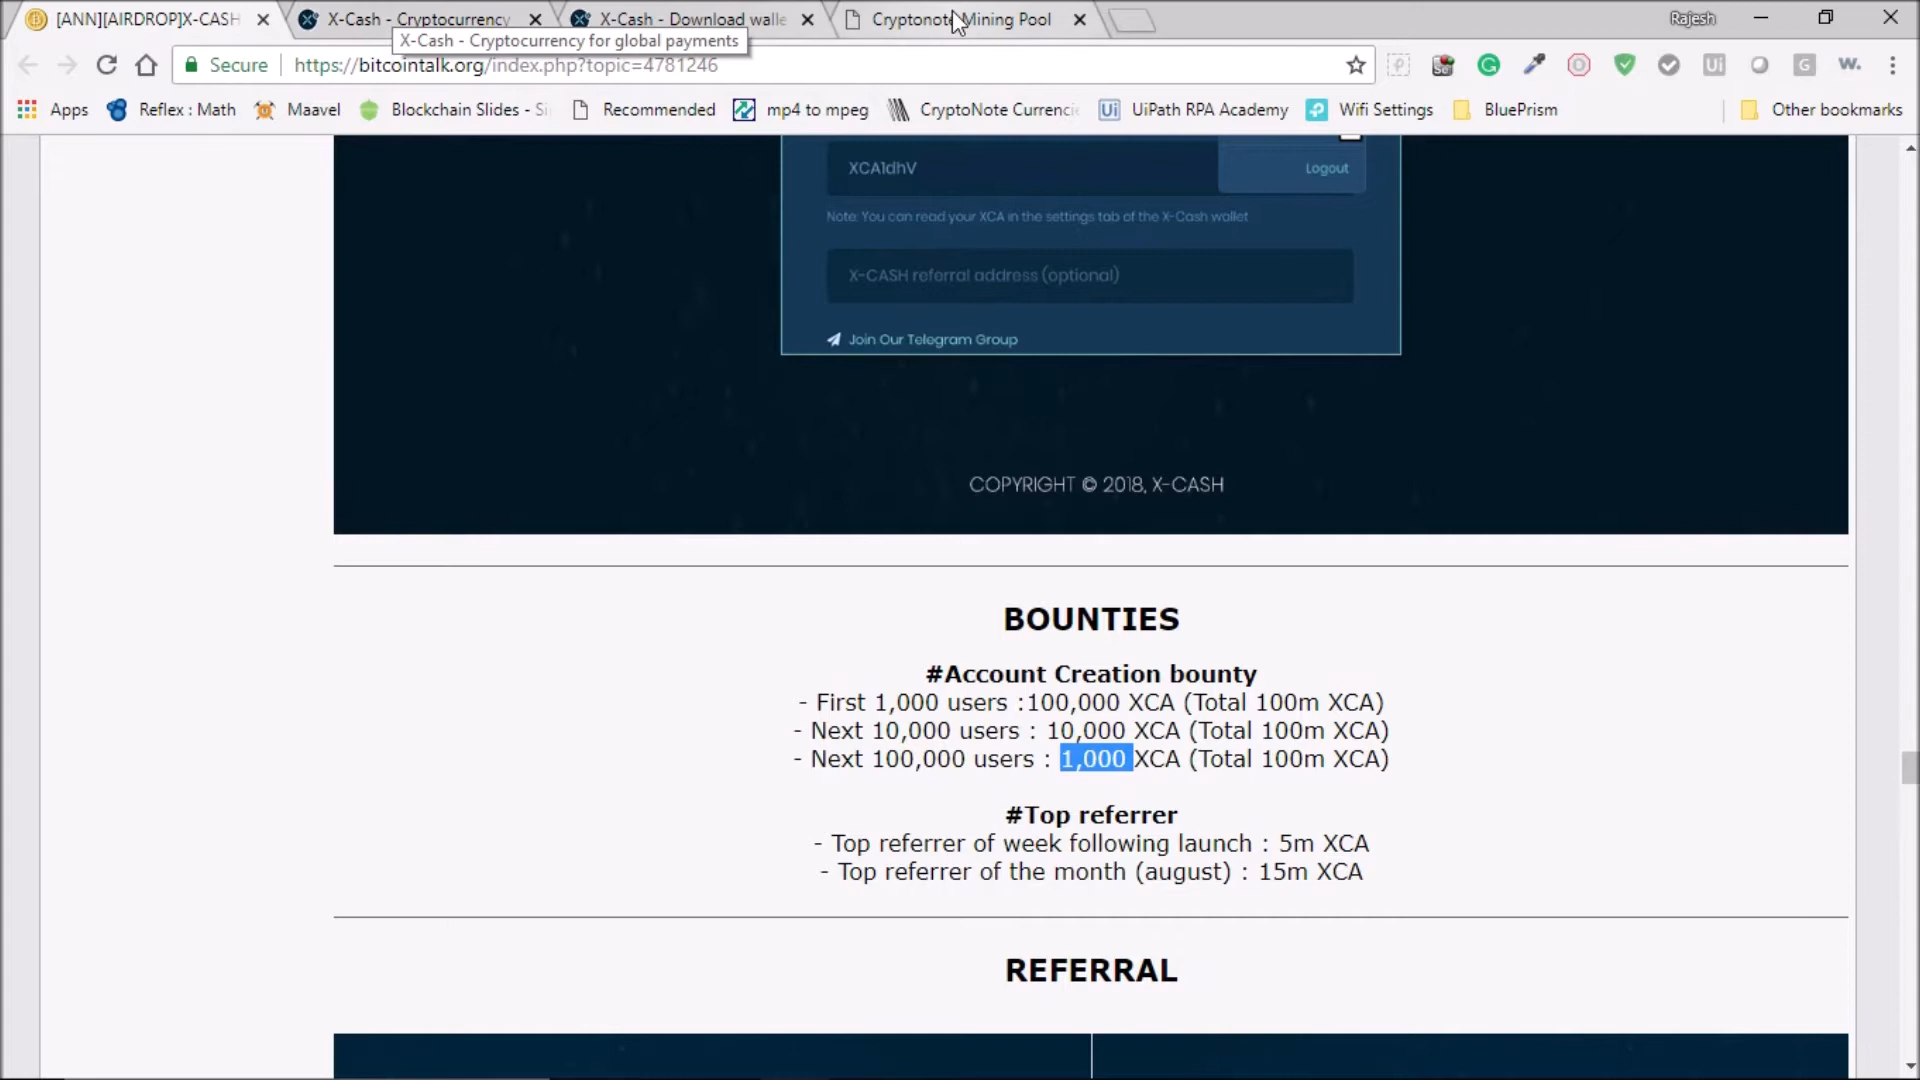 [ANN][AIRDROP]X-CASH
X-Cash - Cryptocurrency
X-Cash - Download walle
Cryptonote Mining Pool
Rajesh
X-Cash - Cryptocurrency for global payments
Secure
https://bitcointalk.org/index.php?topic=4781246
Apps
Reflex : Math
Maavel
Blockchain Slides - Si
Recommended
mp4 to mpeg
CryptoNote Currenci
UiPath RPA Academy
Wifi Settings
BluePrism
Other bookmarks
XCA1dhV
Logout
Note: You can read your XCA in the settings tab of the X-Cash wallet
X-CASH referral address (optional)
Join Our Telegram Group
COPYRIGHT © 2018, X-CASH
BOUNTIES
#Account Creation bounty
- First 1,000 users :100,000 XCA (Total 100m XCA)
- Next 10,000 users : 10,000 XCA (Total 100m XCA)
- Next 100,000 users : 1,000 XCA (Total 100m XCA)
#Top referrer
- Top referrer of week following launch : 5m XCA
- Top referrer of the month (august) : 15m XCA
REFERRAL